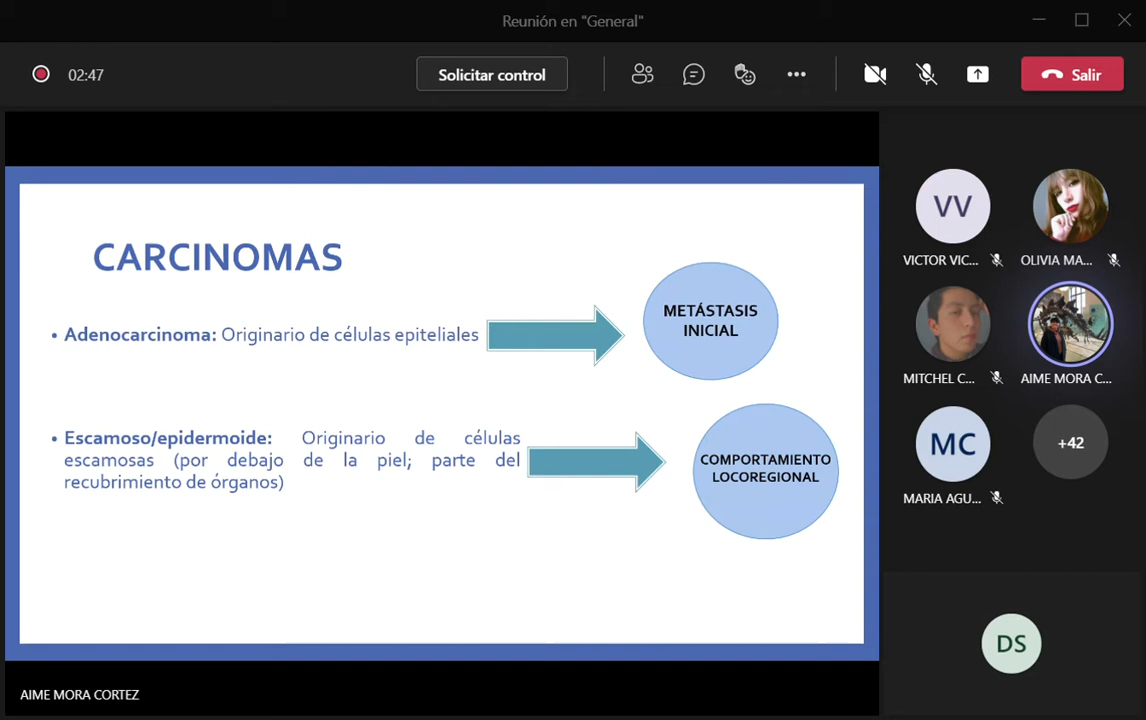 Reunión en "General"
02:47
Solicitar control
Salir
CARCINOMAS
• Adenocarcinoma: Originario de células epiteliales
METÁSTASIS
INICIAL
• Escamoso/epidermoide: Originario de células
escamosas (por debajo de la piel; parte del
recubrimiento de órganos)
COMPORTAMIENTO
LOCOREGIONAL
VV
VICTOR VIC...
OLIVIA MA...
MITCHEL C...
AIME MORA C...
MC
MARIA AGU...
+42
DS
AIME MORA CORTEZ